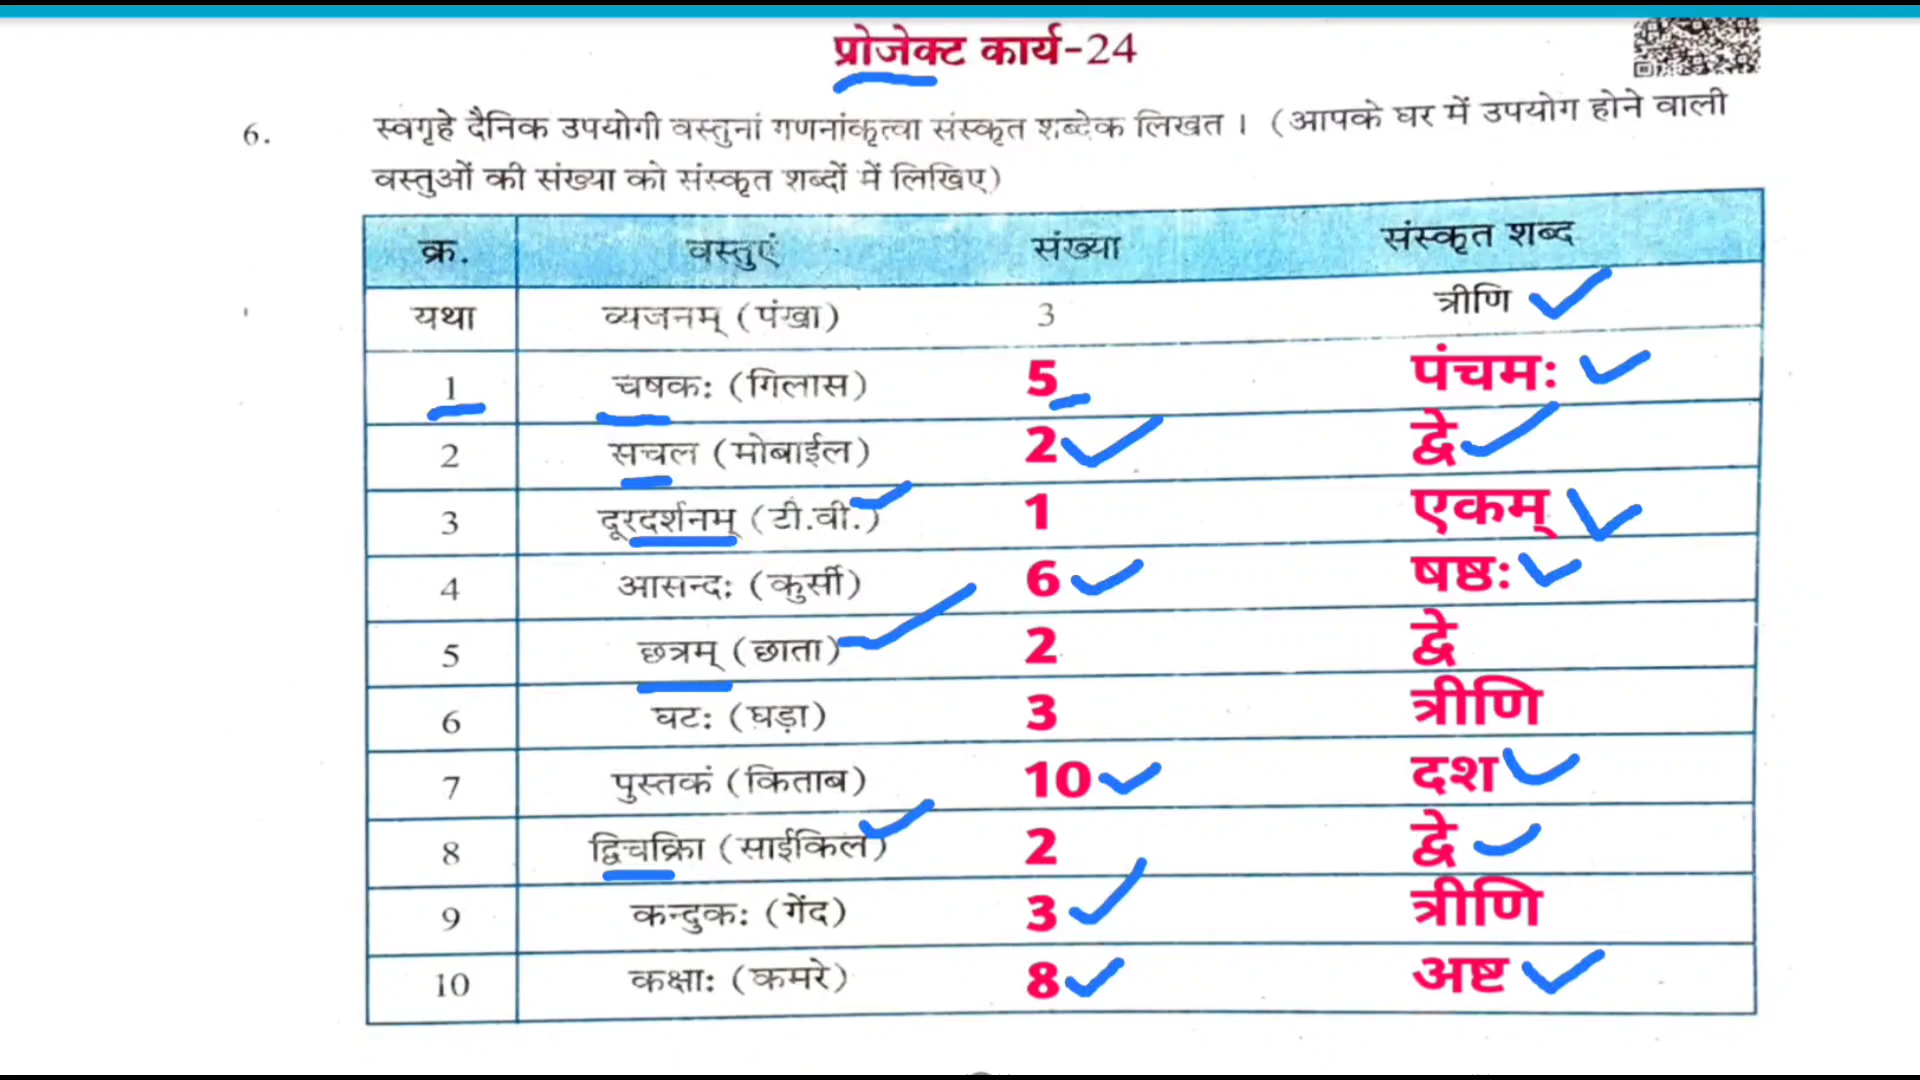 प्रोजेक्ट कार्य-24
6. स्वगृहे दैनिक उपयोगी वस्तुनां गणनांकृत्वा संस्कृत शब्देक लिखत । (आपके घर में उपयोग होने वाली
वस्तुओं की संख्या को संस्कृत शब्दों में लिखिए)
क्र. वस्तुएं संख्या संस्कृत शब्द
यथा व्यजनम् (पंखा) 3 त्रीणि
1 चषकः (गिलास) 5 पंचमः
2 सचल (मोबाईल) 2 द्वे
3 दूरदर्शनम् (टी.वी.) 1 एकम्
4 आसन्दः (कुर्सी) 6 षष्ठः
5 छत्रम् (छाता) 2 द्वे
6 घटः (घड़ा) 3 त्रीणि
7 पुस्तकं (किताब) 10 दश
8 द्विचक्रिा (साईकिल) 2 द्वे
9 कन्दुकः (गेंद) 3 त्रीणि
10 कक्षाः (कमरे) 8 अष्ट